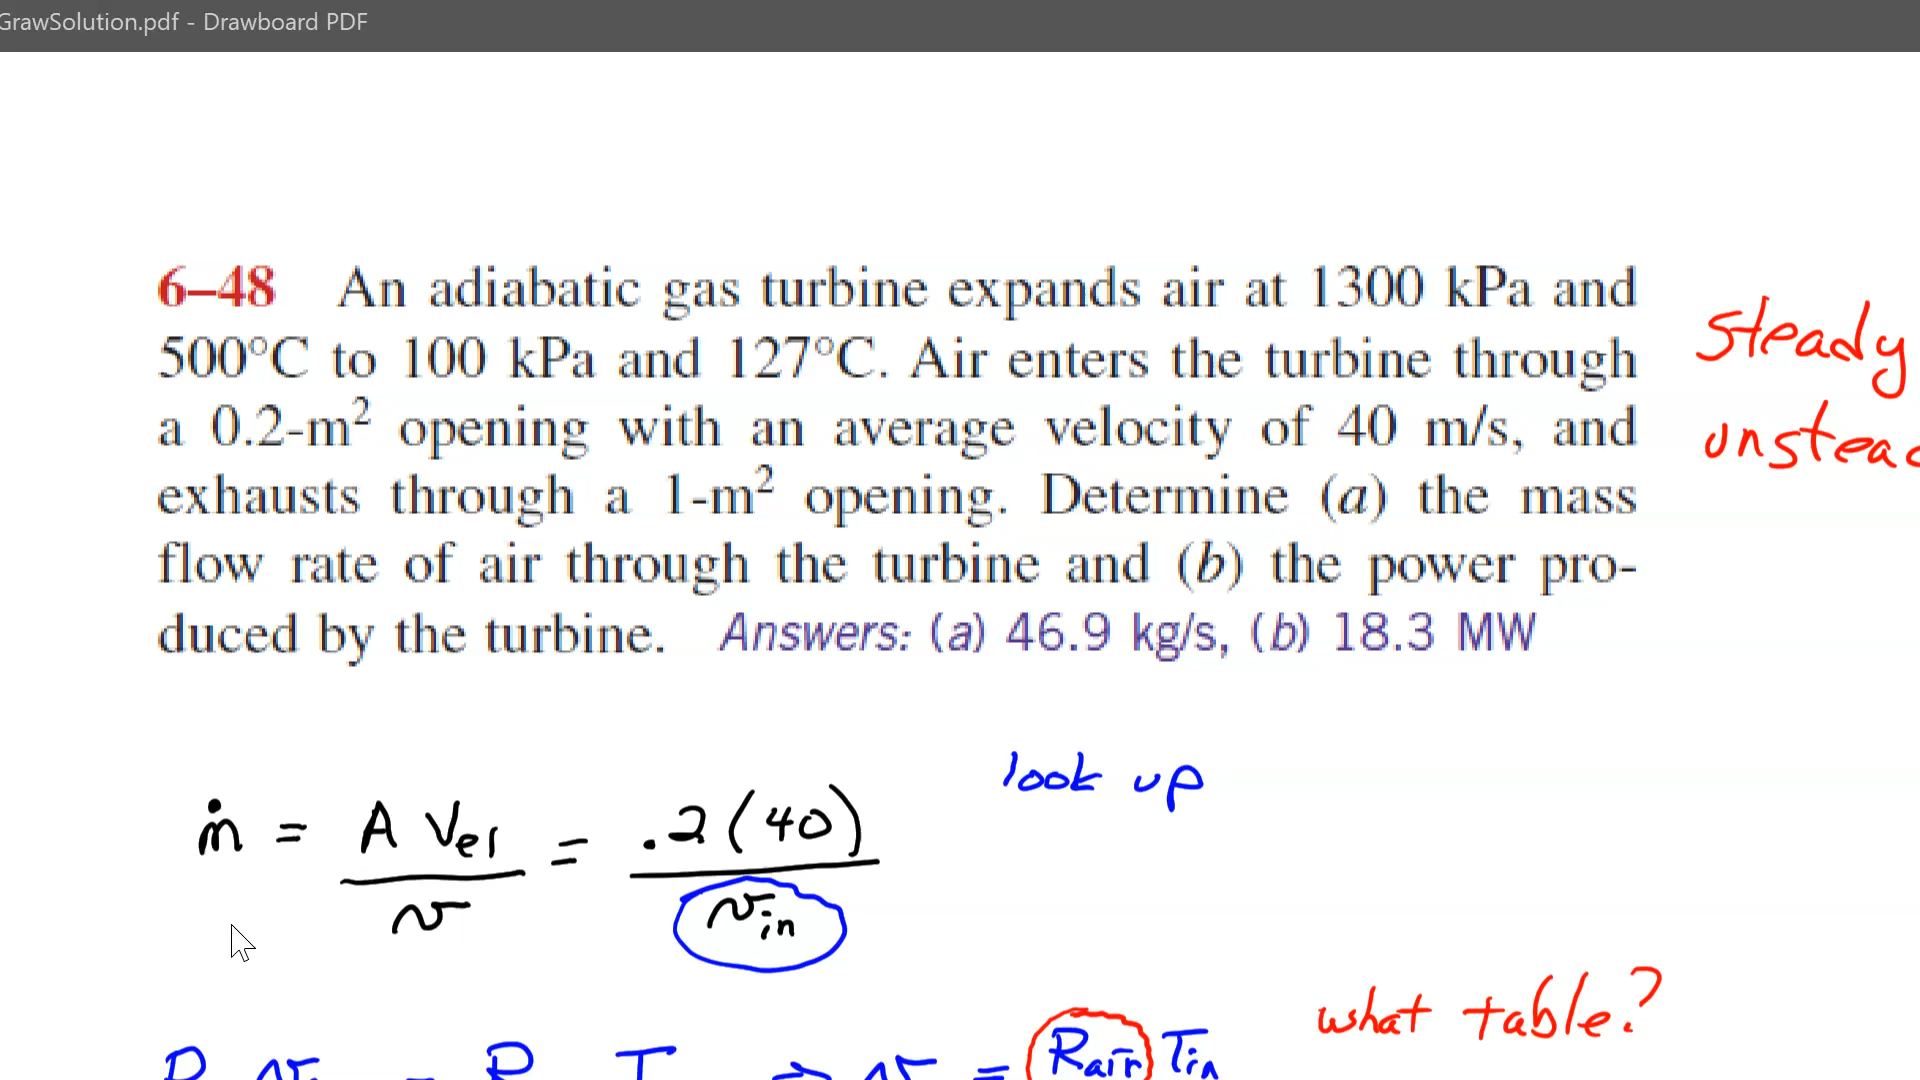 GrawSolution.pdf - Drawboard PDF
6–48 An adiabatic gas turbine expands air at 1300 kPa and
500°C to 100 kPa and 127°C. Air enters the turbine through
a 0.2-m² opening with an average velocity of 40 m/s, and
exhausts through a 1-m² opening. Determine (a) the mass
flow rate of air through the turbine and (b) the power pro-
duced by the turbine. Answers: (a) 46.9 kg/s, (b) 18.3 MW
steady
unstead
look up
ṁ = A Vel / v = .2(40) / vin
what table?
= Rair Tin